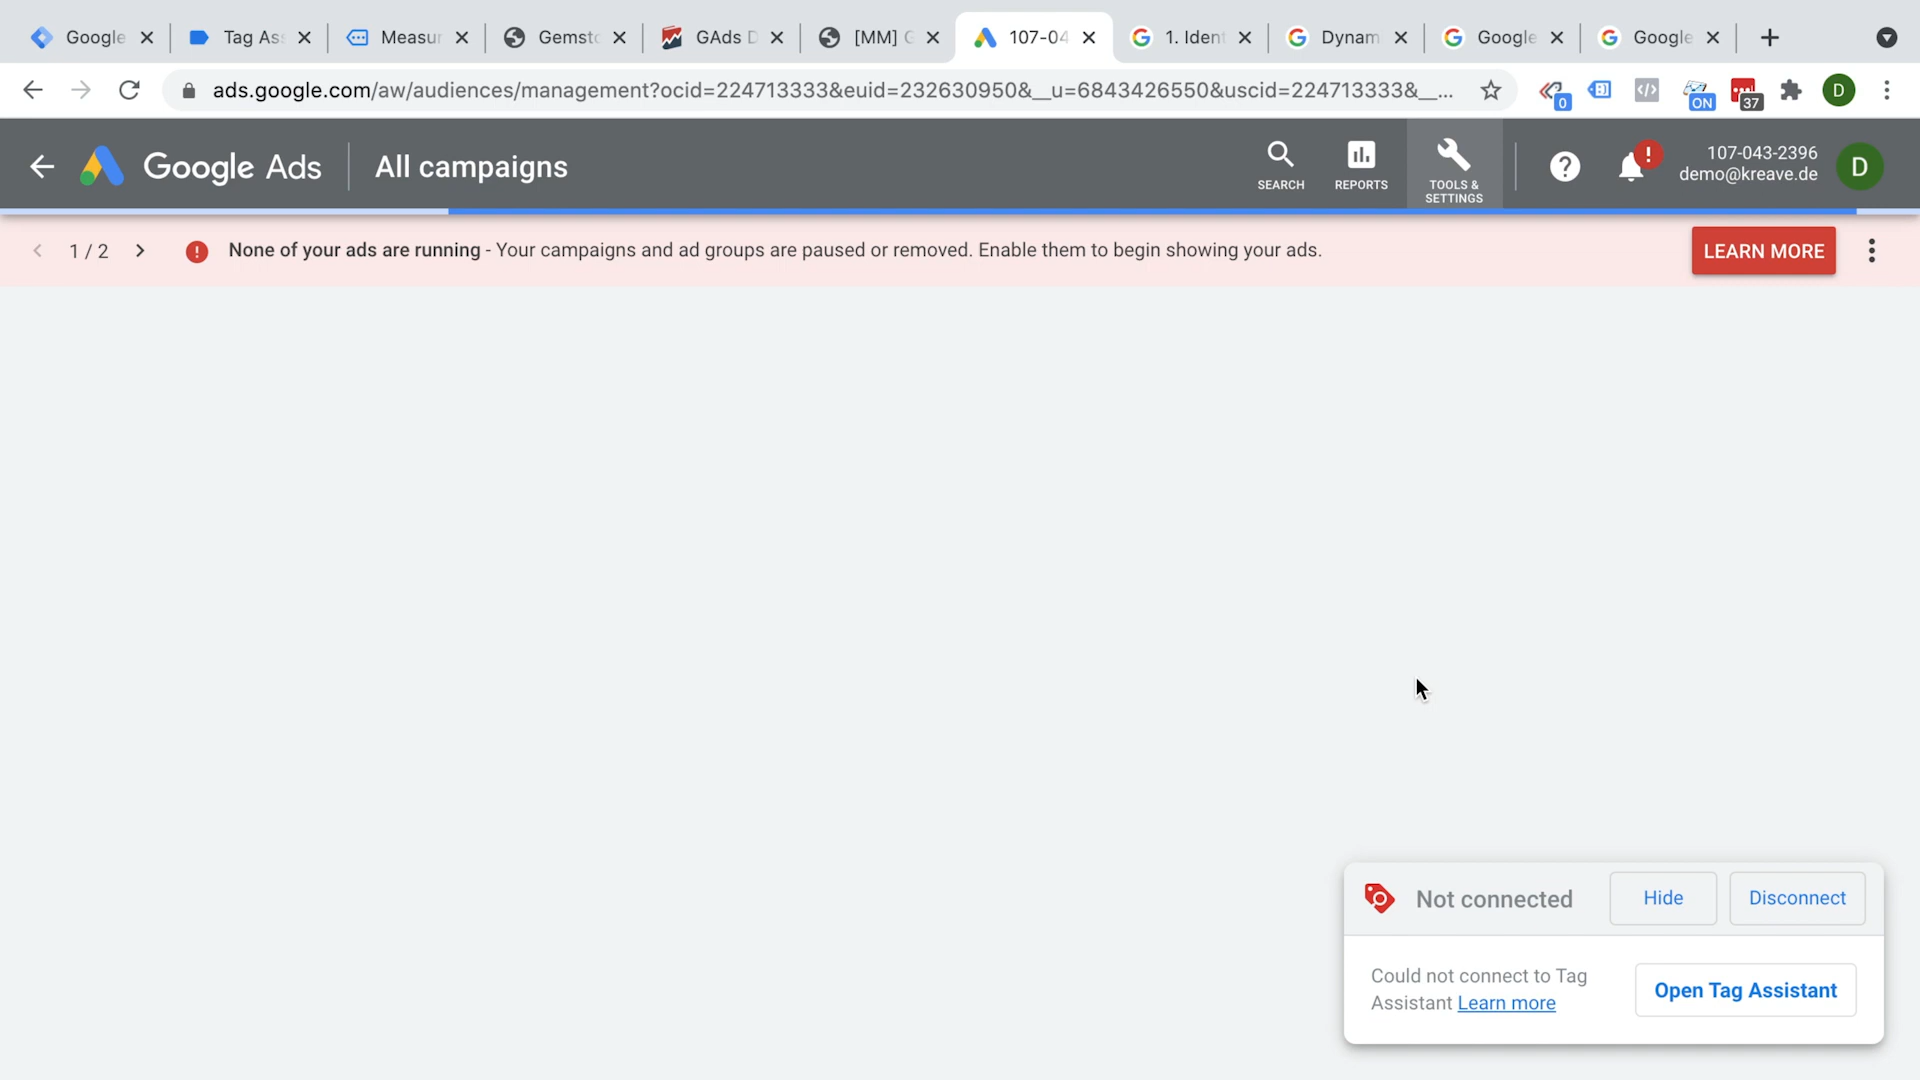 Google
Tag As
Measur
Gemsto
GAds D
[MM] G
107-04
1. Ident
Dynam
Google
Google
ads.google.com/aw/audiences/management?ocid=224713333&euid=232630950&__u=6843426550&uscid=224713333&__...
0
ON
37
D
Google Ads
All campaigns
SEARCH
REPORTS
TOOLS &
SETTINGS
107-043-2396
demo@kreave.de
D
1 / 2
None of your ads are running - Your campaigns and ad groups are paused or removed. Enable them to begin showing your ads.
LEARN MORE
Not connected
Hide
Disconnect
Could not connect to Tag
Assistant Learn more
Open Tag Assistant